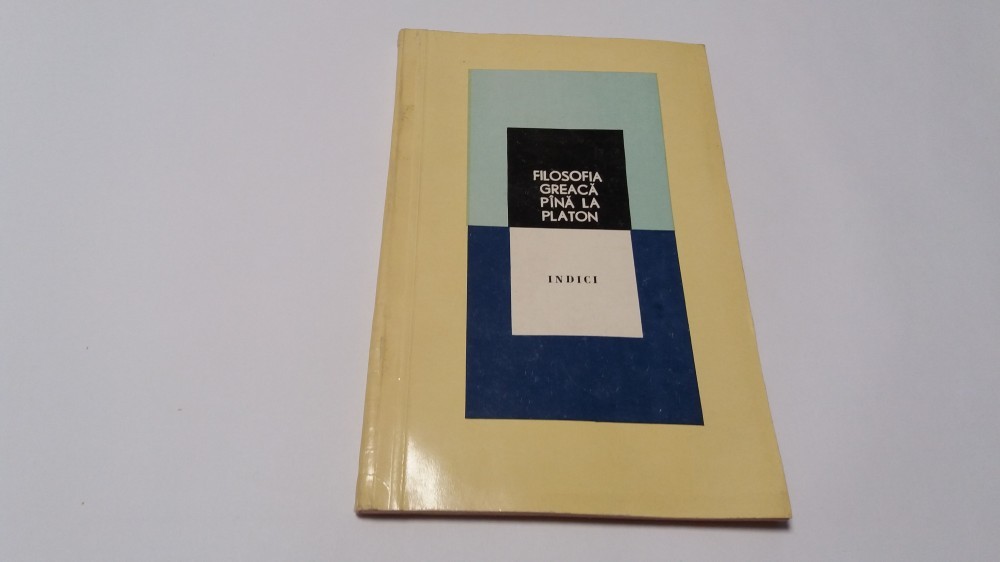 FILOSOFIA
GREACĂ
PÎNĂ LA
PLATON
INDICI